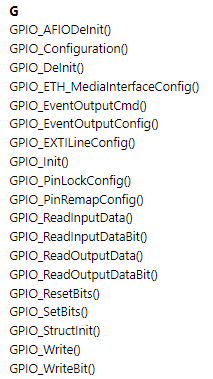 G
GPIO_AFIODeInit()
GPIO_Configuration()
GPIO_DeInit()
GPIO_ETH_MediaInterfaceConfig()
GPIO_EventOutputCmd()
GPIO_EventOutputConfig()
GPIO_EXTILineConfig()
GPIO_Init()
GPIO_PinLockConfig()
GPIO_PinRemapConfig()
GPIO_ReadInputData()
GPIO_ReadInputDataBit()
GPIO_ReadOutputData()
GPIO_ReadOutputDataBit()
GPIO_ResetBits()
GPIO_SetBits()
GPIO_StructInit()
GPIO_Write()
GPIO_WriteBit()